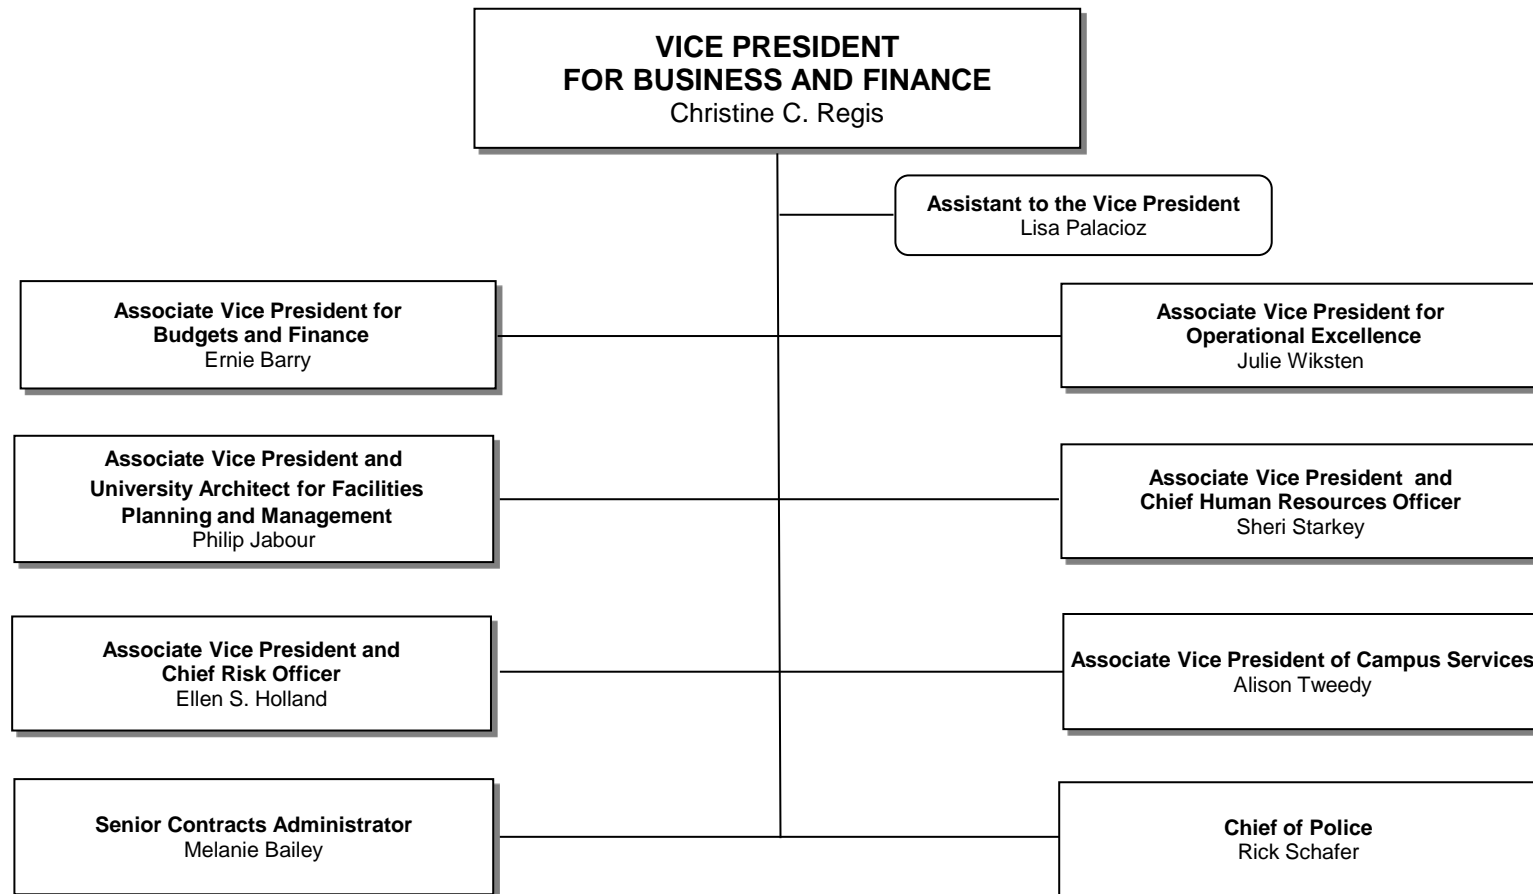 VICE PRESIDENT
FOR BUSINESS AND FINANCE
Christine C. Regis
Assistant to the Vice President
Lisa Palacioz
Associate Vice President for
Budgets and Finance
Ernie Barry
Associate Vice President for
Operational Excellence
Julie Wiksten
Associate Vice President and
University Architect for Facilities
Planning and Management
Philip Jabour
Associate Vice President and
Chief Human Resources Officer
Sheri Starkey
Associate Vice President and
Chief Risk Officer
Ellen S. Holland
Associate Vice President of Campus Services
Alison Tweedy
Senior Contracts Administrator
Melanie Bailey
Chief of Police
Rick Schafer